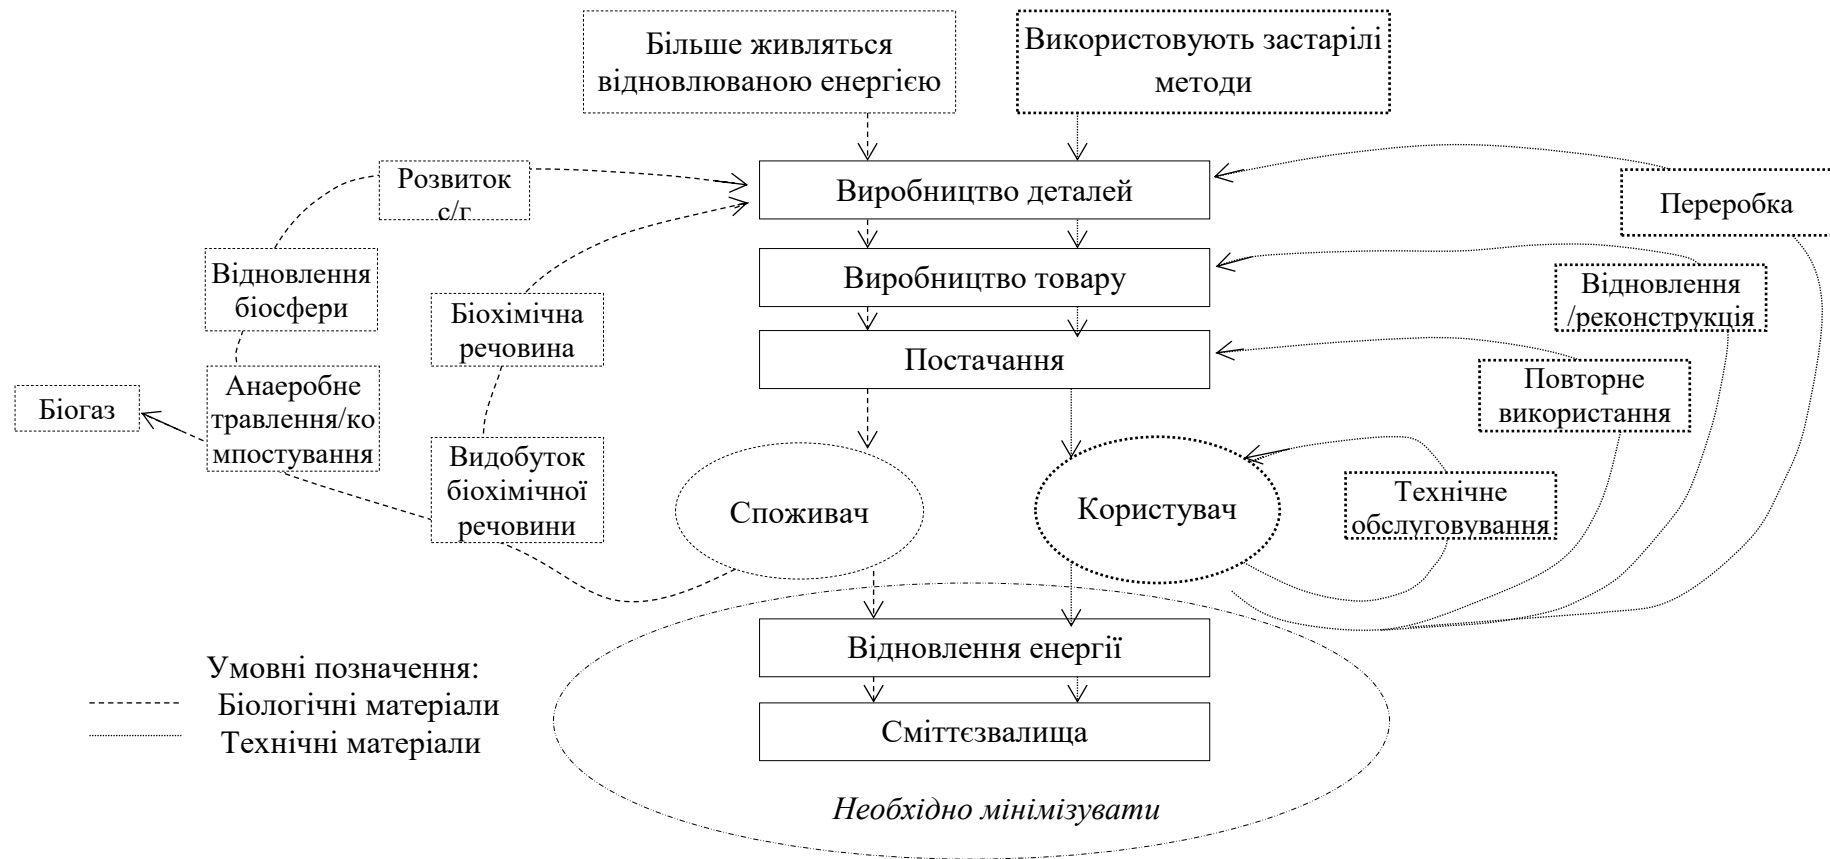 Більше живляться
відновлюваною енергією
Використовують застарілі
методи
Розвиток
с/г
Виробництво деталей
Переробка
Відновлення
біосфери
Біохімічна
речовина
Виробництво товару
Відновлення
/реконструкція
Постачання
Біогаз
Анаеробне
травлення/ко
мпостування
Повторне
використання
Видобуток
біохімічної
речовини
Споживач
Користувач
Технічне
обслуговування
Відновлення енергії
Сміттєзвалища
Необхідно мінімізувати
Умовні позначення:
Біологічні матеріали
Технічні матеріали